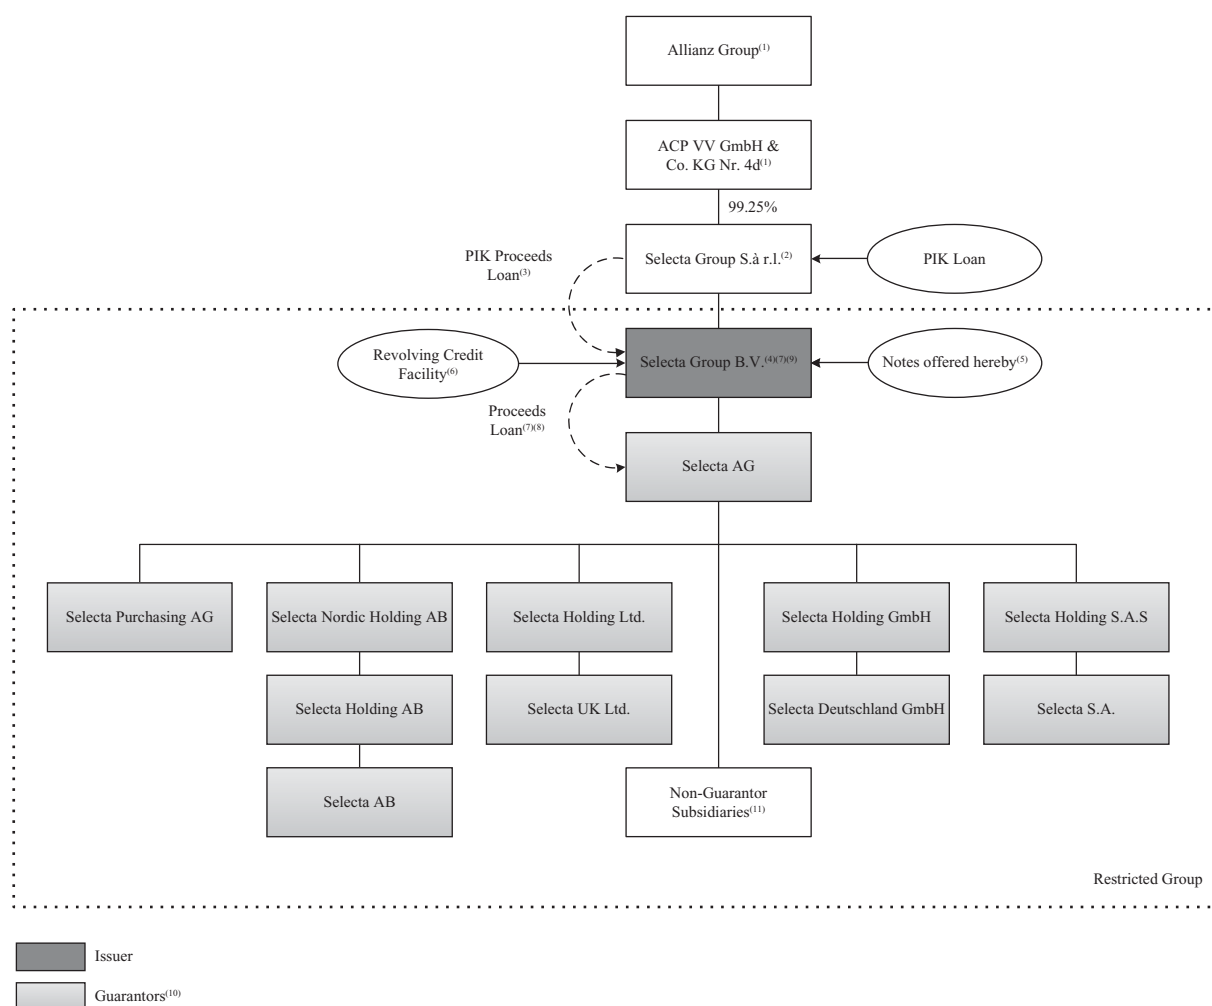 Allianz Group(1)
ACP VV GmbH &
Co. KG Nr. 4d(1)
99.25%
PIK Proceeds
Loan(3)
Selecta Group S.à r.l.(2)
PIK Loan
Revolving Credit
Facility(6)
Selecta Group B.V.(4)(7)(9)
Notes offered hereby(5)
Proceeds
Loan(7)(8)
Selecta AG
Selecta Purchasing AG
Selecta Nordic Holding AB
Selecta Holding Ltd.
Selecta Holding GmbH
Selecta Holding S.A.S
Selecta Holding AB
Selecta UK Ltd.
Selecta Deutschland GmbH
Selecta S.A.
Selecta AB
Non-Guarantor
Subsidiaries(11)
Restricted Group
Issuer
Guarantors(10)